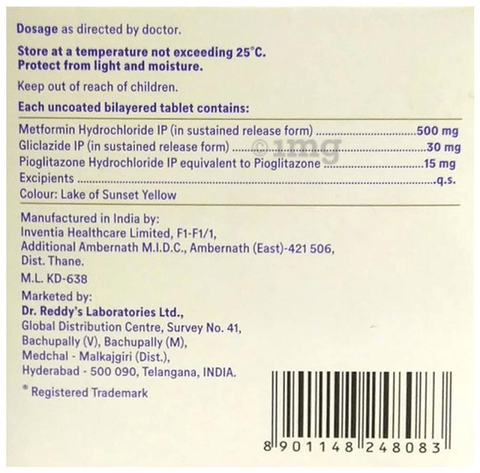 Dosage as directed by doctor.
Store at a temperature not exceeding 25°C.
Protect from light and moisture.
Keep out of reach of children.
Each uncoated bilayered tablet contains:
Metformin Hydrochloride IP (in sustained release form) ..............................500 mg
Gliclazide IP (in sustained release form) ..................................................... 30 mg
Pioglitazone Hydrochloride IP equivalent to Pioglitazone ............................ 15 mg
Excipients .........................................................................................................q.s.
Colour: Lake of Sunset Yellow
© 1mg
Manufactured in India by:
Inventia Healthcare Limited, F1-F1/1,
Additional Ambernath M.I.D.C., Ambernath (East)-421 506,
Dist. Thane.
M.L. KD-638
Marketed by:
Dr. Reddy's Laboratories Ltd.,
Global Distribution Centre, Survey No. 41,
Bachupally (V), Bachupally (M),
Medchal - Malkajgiri (Dist.),
Hyderabad - 500 090, Telangana, INDIA.
® Registered Trademark
8 901148 248083